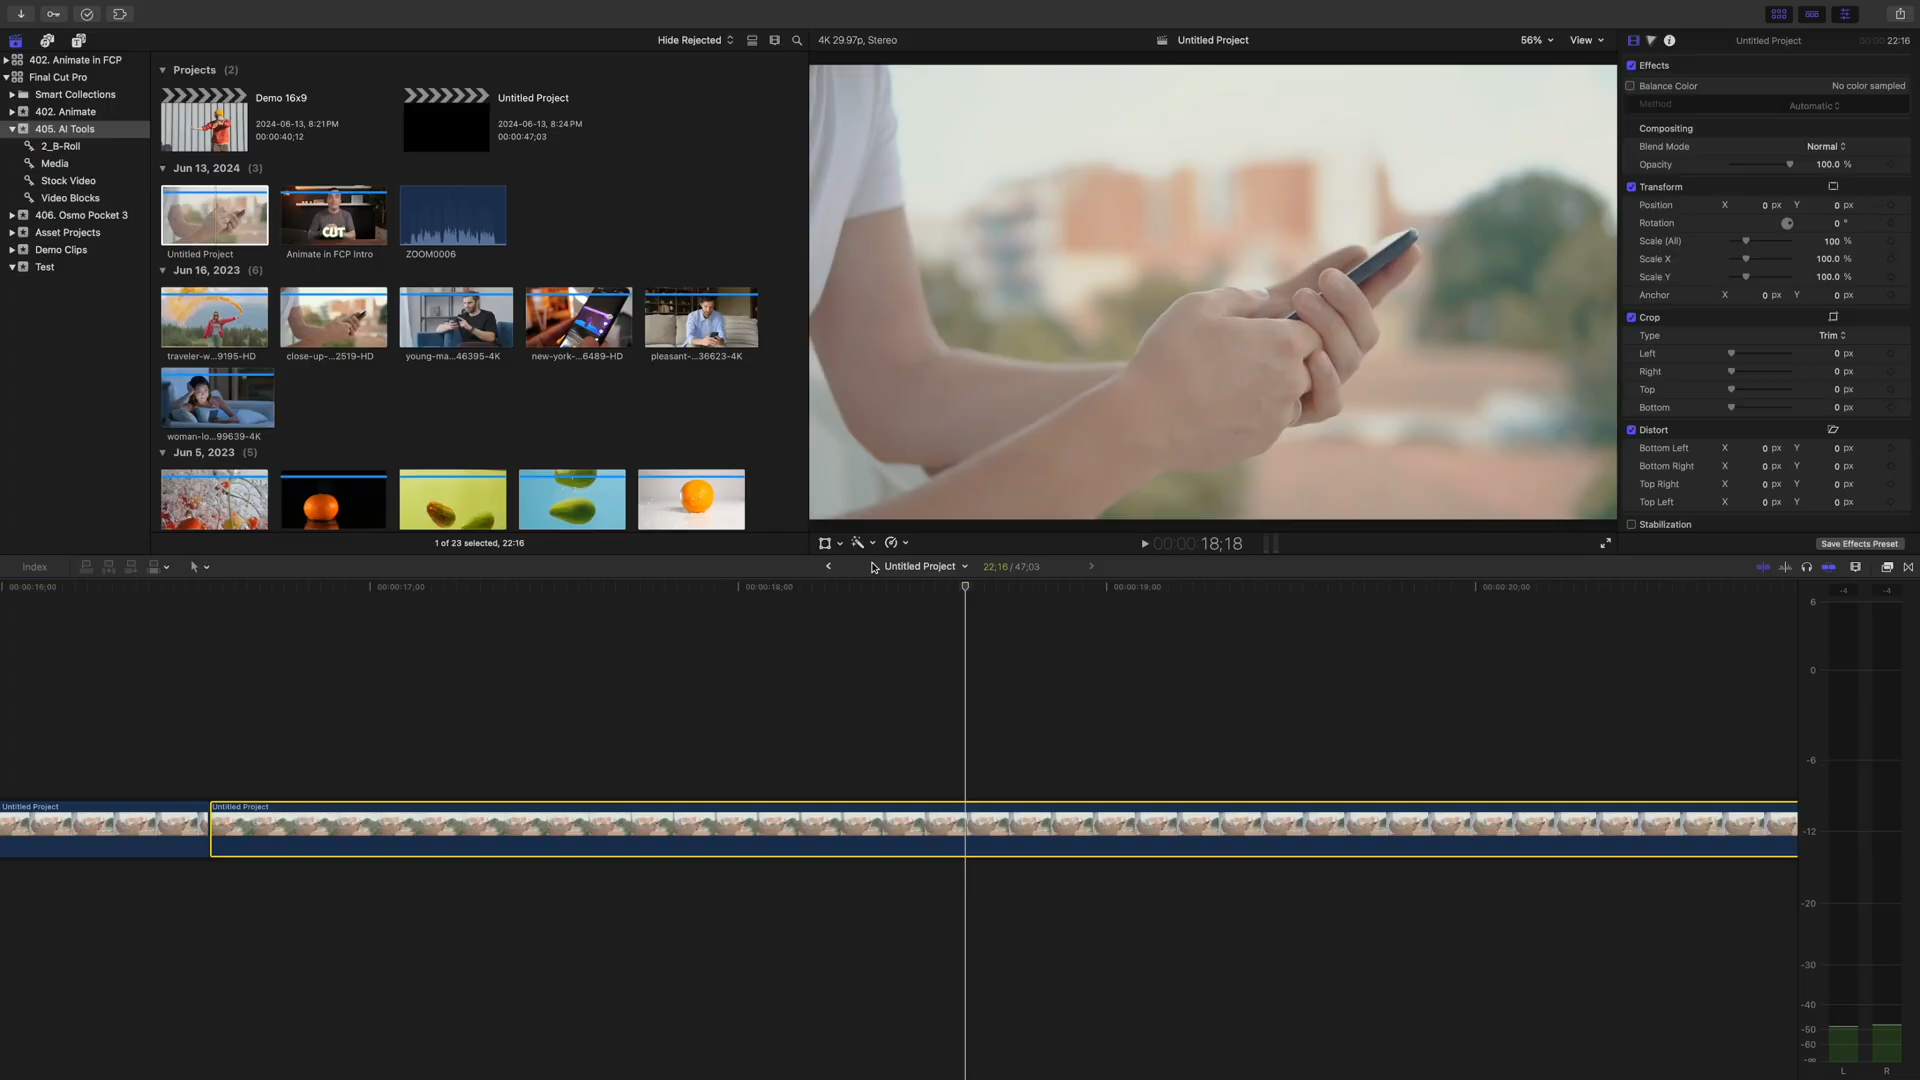 Hide Rejected
4K 29.97p, Stereo
Untitled Project
56%
View
Untitled Project
00:00:22:16
402. Animate in FCP
Final Cut Pro
Smart Collections
402. Animate
405. AI Tools
2_B-Roll
Media
Stock Video
Video Blocks
406. Osmo Pocket 3
Asset Projects
Demo Clips
Test
Projects (2)
Demo 16x9
2024-06-13, 8:21PM
00:00:40;12
Untitled Project
2024-06-13, 8:24PM
00:00:47;03
Jun 13, 2024 (3)
CUT
Untitled Project
Animate in FCP Intro
ZOOM0006
Jun 16, 2023 (6)
traveler-w...9195-HD
close-up-...2519-HD
young-ma...46395-4K
new-york-...6489-HD
pleasant-...36623-4K
woman-lo...99639-4K
Jun 5, 2023 (5)
1 of 23 selected, 22:16
00:00:18;18
Effects
Balance Color No color sampled
Method Automatic
Compositing
Blend Mode Normal
Opacity 100.0 %
Transform
Position X 0 px Y 0 px
Rotation 0 °
Scale (All) 100 %
Scale X 100.0 %
Scale Y 100.0 %
Anchor X 0 px Y 0 px
Crop
Type Trim
Left 0 px
Right 0 px
Top 0 px
Bottom 0 px
Distort
Bottom Left X 0 px Y 0 px
Bottom Right X 0 px Y 0 px
Top Right X 0 px Y 0 px
Top Left X 0 px Y 0 px
Stabilization
Save Effects Preset
Index
Untitled Project
22;16 / 47;03
00:00:16;00
00:00:17;00
00:00:18;00
00:00:19;00
00:00:20;00
Untitled Project
Untitled Project
-4 -4
6
0
-6
-12
-20
-30
-40
-50
-60
-∞
L R